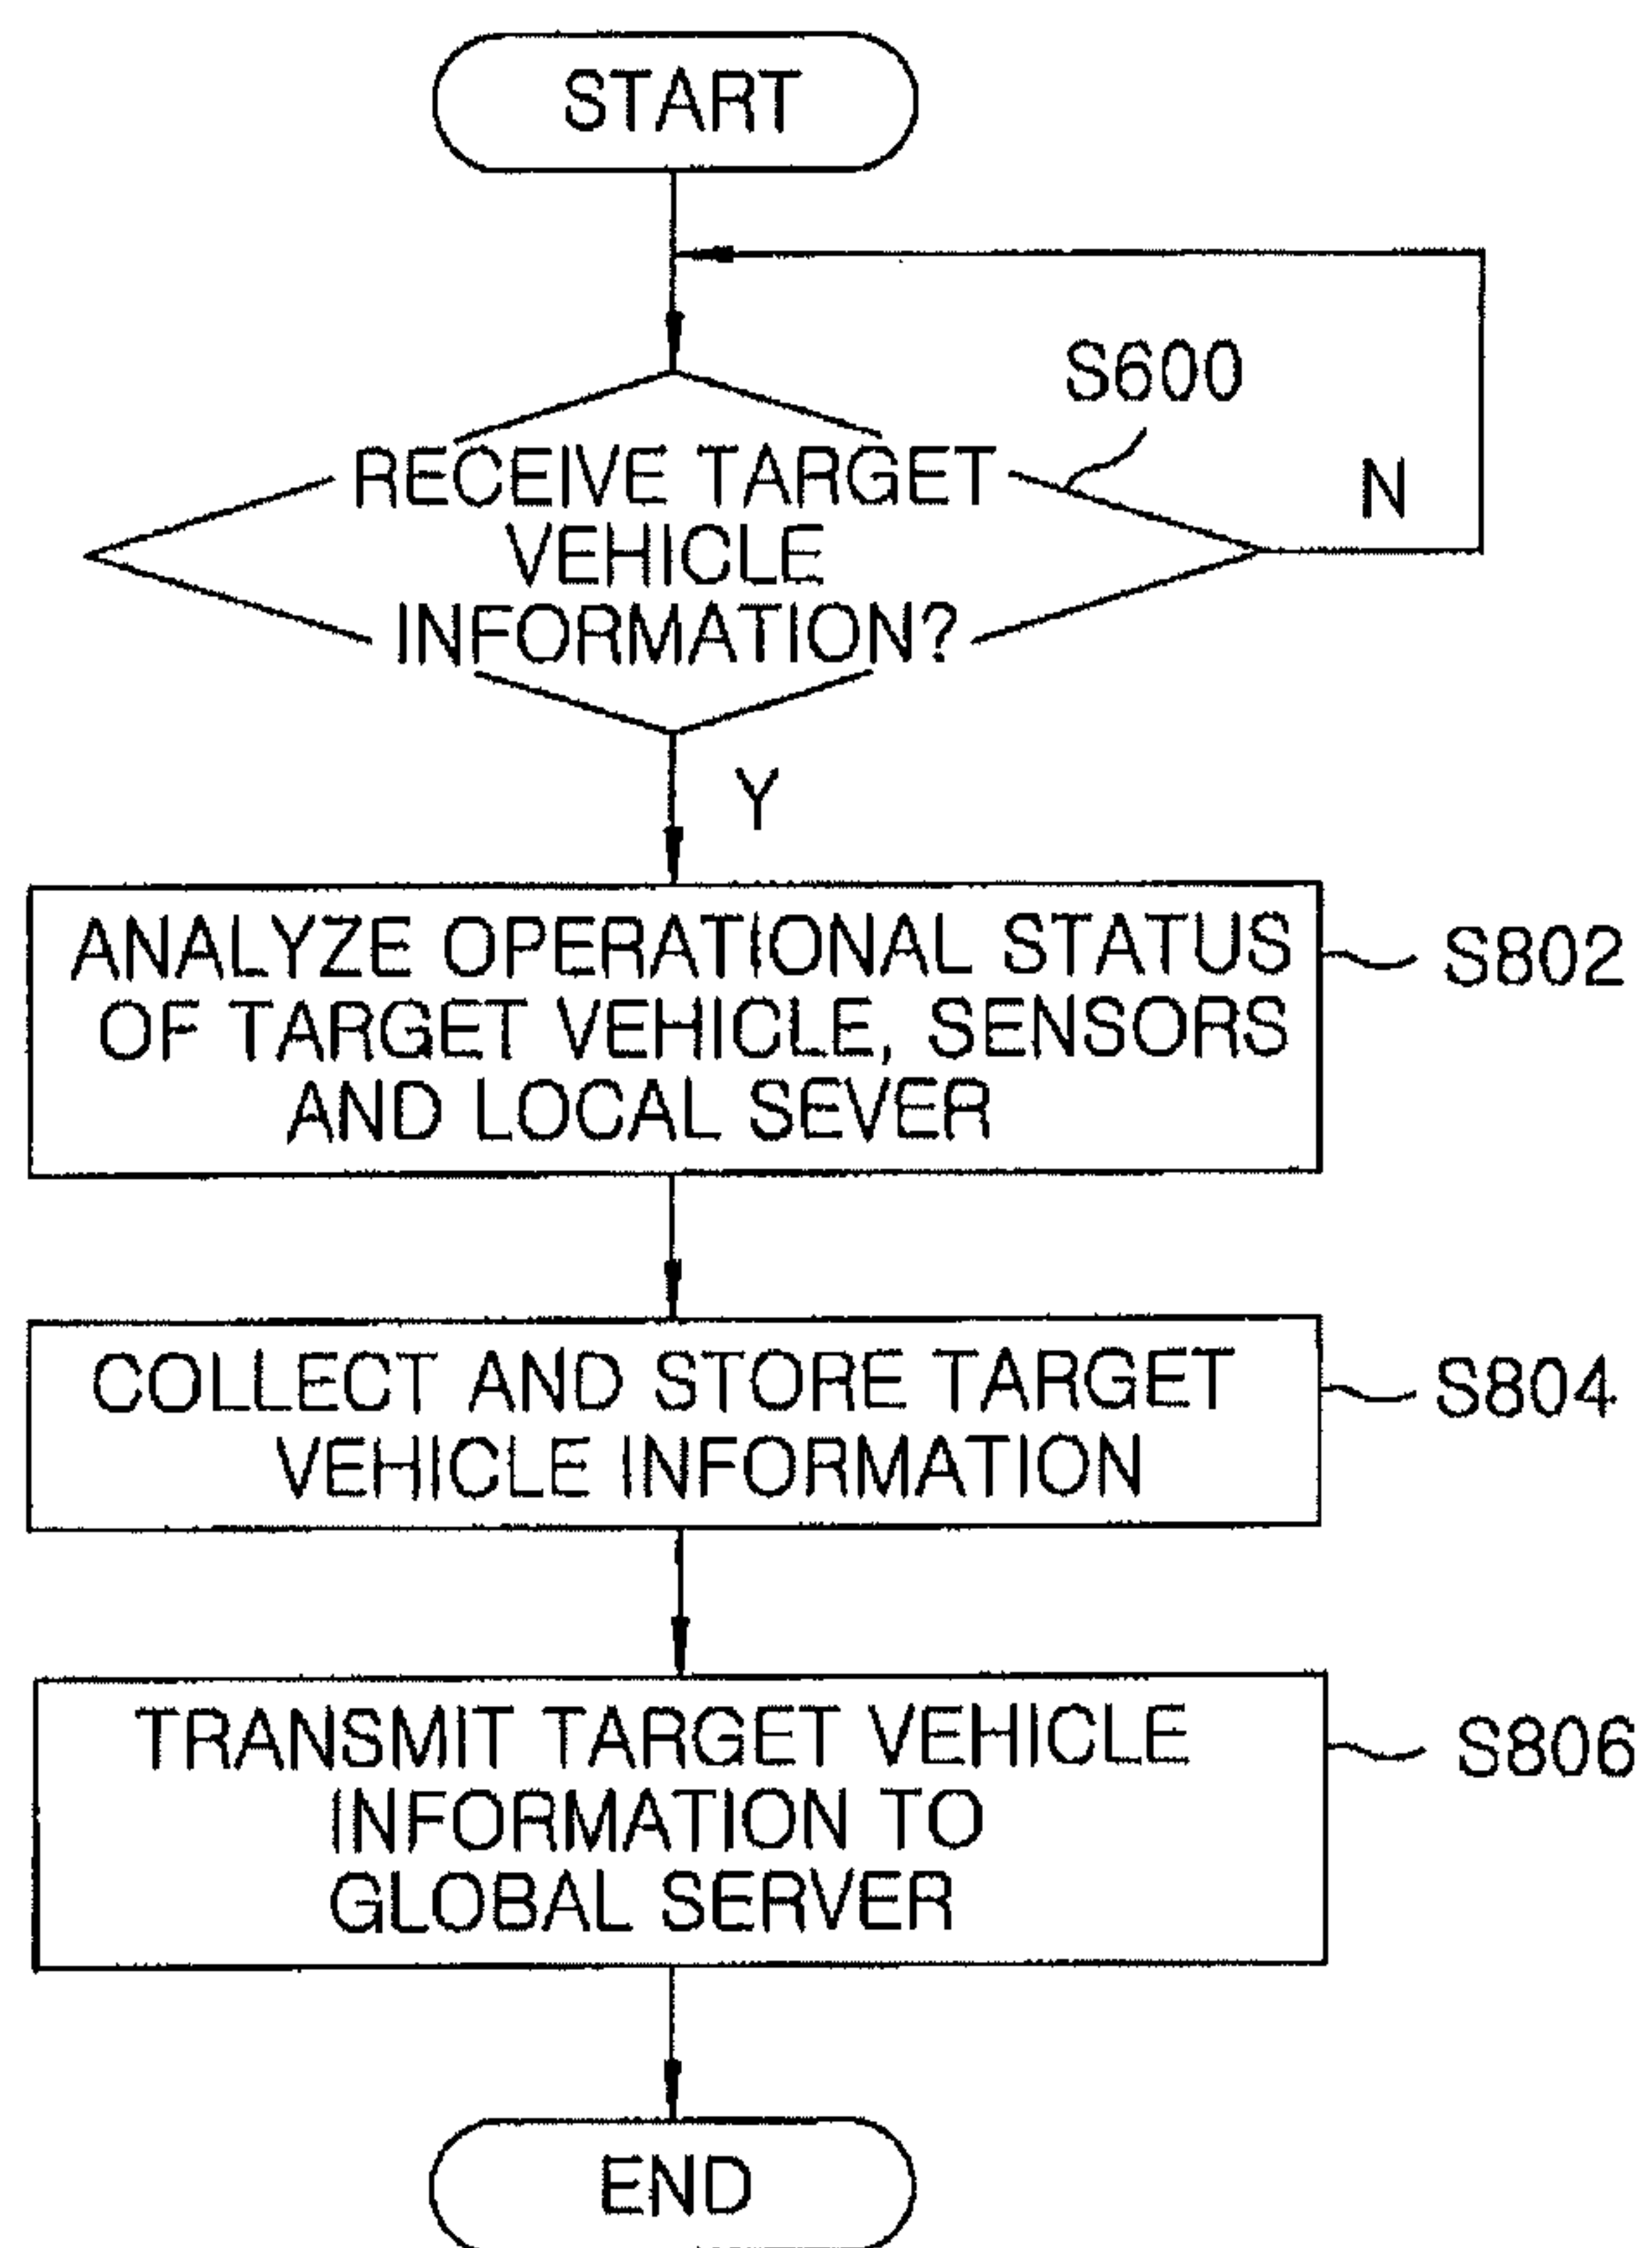 START
S600
RECEIVE TARGET
VEHICLE
INFORMATION?
N
Y
ANALYZE OPERATIONAL STATUS
OF TARGET VEHICLE, SENSORS
AND LOCAL SEVER
S802
COLLECT AND STORE TARGET
VEHICLE INFORMATION
S804
TRANSMIT TARGET VEHICLE
INFORMATION TO
GLOBAL SERVER
S806
END